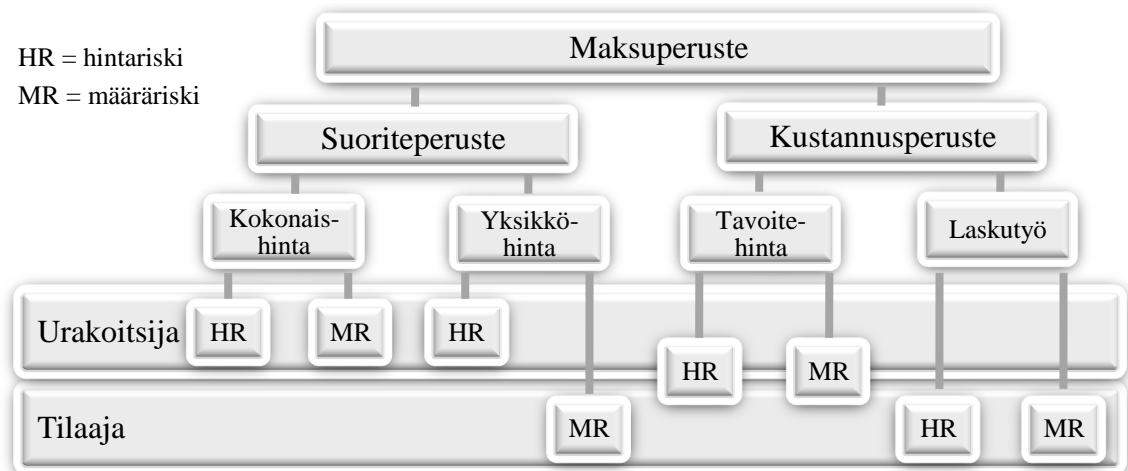 HR = hintariski
MR = määräriski
Maksuperuste
Suoriteperuste
Kustannusperuste
Kokonais-
hinta
Yksikkö-
hinta
Tavoite-
hinta
Laskutyö
Urakoitsija
HR
MR
HR
HR
MR
Tilaaja
MR
HR
MR